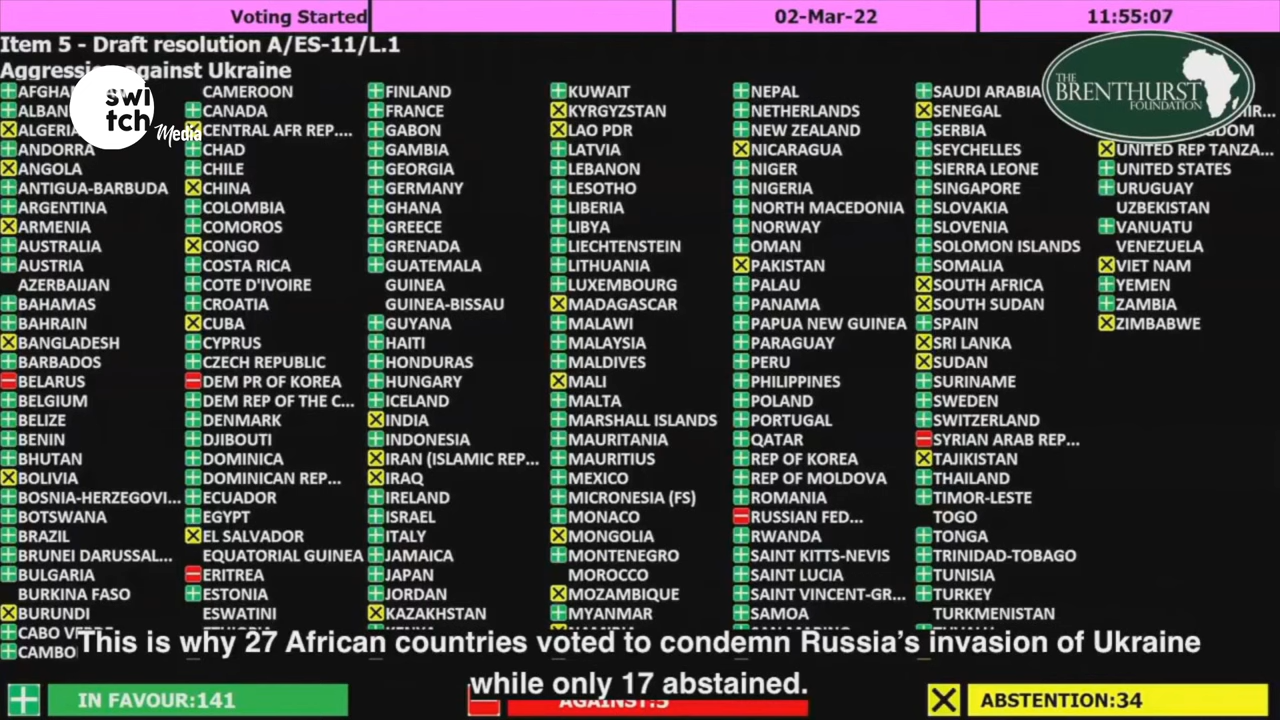 Voting Started
02-Mar-22
11:55:07
Item 5 - Draft resolution A/ES-11/L.1
Aggression against Ukraine
switch
Media
THE
BRENTHURST
FOUNDATION
AFGHA
ALBAN
ALGERIA
ANDORRA
ANGOLA
ANTIGUA-BARBUDA
ARGENTINA
ARMENIA
AUSTRALIA
AUSTRIA
AZERBAIJAN
BAHAMAS
BAHRAIN
BANGLADESH
BARBADOS
BELARUS
BELGIUM
BELIZE
BENIN
BHUTAN
BOLIVIA
BOSNIA-HERZEGOVI...
BOTSWANA
BRAZIL
BRUNEI DARUSSAL...
BULGARIA
BURKINA FASO
BURUNDI
CABO VERDE
CAMBO
CAMEROON
CANADA
CENTRAL AFR REP....
CHAD
CHILE
CHINA
COLOMBIA
COMOROS
CONGO
COSTA RICA
COTE D'IVOIRE
CROATIA
CUBA
CYPRUS
CZECH REPUBLIC
DEM PR OF KOREA
DEM REP OF THE C...
DENMARK
DJIBOUTI
DOMINICA
DOMINICAN REP...
ECUADOR
EGYPT
EL SALVADOR
EQUATORIAL GUINEA
ERITREA
ESTONIA
ESWATINI
FINLAND
FRANCE
GABON
GAMBIA
GEORGIA
GERMANY
GHANA
GREECE
GRENADA
GUATEMALA
GUINEA
GUINEA-BISSAU
GUYANA
HAITI
HONDURAS
HUNGARY
ICELAND
INDIA
INDONESIA
IRAN (ISLAMIC REP...
IRAQ
IRELAND
ISRAEL
ITALY
JAMAICA
JAPAN
JORDAN
KAZAKHSTAN
KUWAIT
KYRGYZSTAN
LAO PDR
LATVIA
LEBANON
LESOTHO
LIBERIA
LIBYA
LIECHTENSTEIN
LITHUANIA
LUXEMBOURG
MADAGASCAR
MALAWI
MALAYSIA
MALDIVES
MALI
MALTA
MARSHALL ISLANDS
MAURITANIA
MAURITIUS
MEXICO
MICRONESIA (FS)
MONACO
MONGOLIA
MONTENEGRO
MOROCCO
MOZAMBIQUE
MYANMAR
NEPAL
NETHERLANDS
NEW ZEALAND
NICARAGUA
NIGER
NIGERIA
NORTH MACEDONIA
NORWAY
OMAN
PAKISTAN
PALAU
PANAMA
PAPUA NEW GUINEA
PARAGUAY
PERU
PHILIPPINES
POLAND
PORTUGAL
QATAR
REP OF KOREA
REP OF MOLDOVA
ROMANIA
RUSSIAN FED...
RWANDA
SAINT KITTS-NEVIS
SAINT LUCIA
SAINT VINCENT-GR...
SAMOA
SAUDI ARABIA
SENEGAL
SERBIA
SEYCHELLES
SIERRA LEONE
SINGAPORE
SLOVAKIA
SLOVENIA
SOLOMON ISLANDS
SOMALIA
SOUTH AFRICA
SOUTH SUDAN
SPAIN
SRI LANKA
SUDAN
SURINAME
SWEDEN
SWITZERLAND
SYRIAN ARAB REP...
TAJIKISTAN
THAILAND
TIMOR-LESTE
TOGO
TONGA
TRINIDAD-TOBAGO
TUNISIA
TURKEY
TURKMENISTAN
UNITED REP TANZA...
UNITED STATES
URUGUAY
UZBEKISTAN
VANUATU
VENEZUELA
VIET NAM
YEMEN
ZAMBIA
ZIMBABWE
This is why 27 African countries voted to condemn Russia's invasion of Ukraine
while only 17 abstained.
IN FAVOUR:141
AGAINST:5
ABSTENTION:34